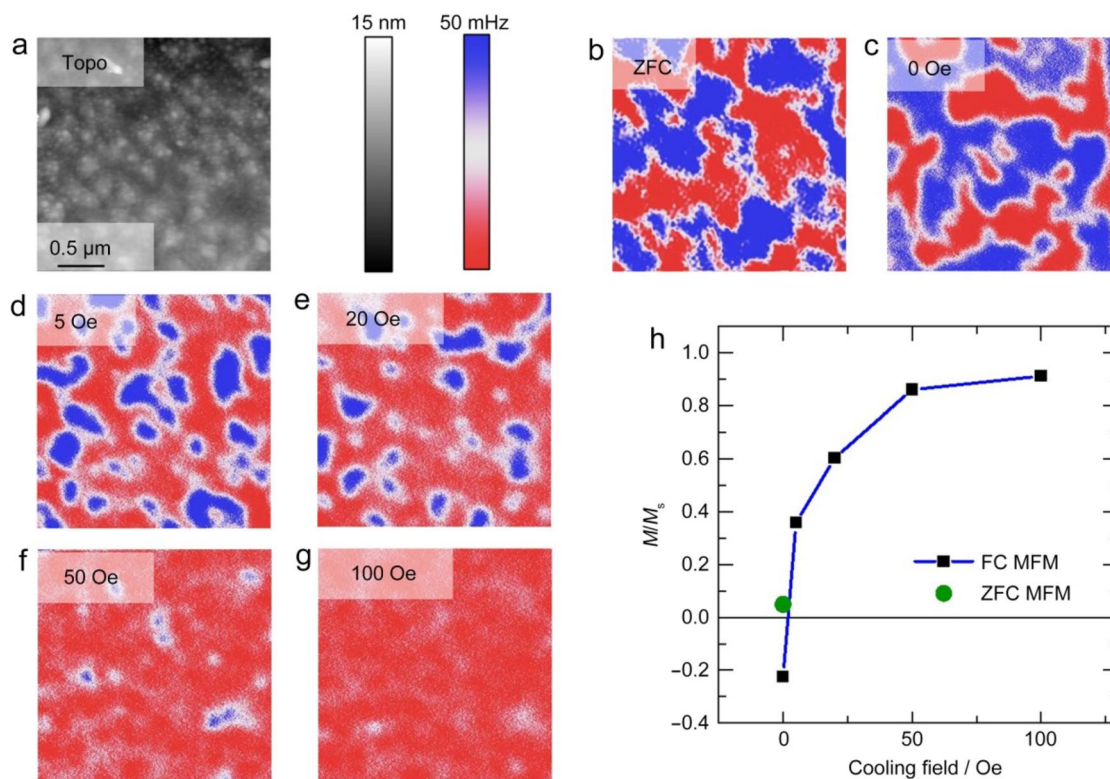 a
Topo
0.5 μm
15 nm
50 mHz
b
ZFC
c
0 Oe
d
5 Oe
e
20 Oe
f
50 Oe
g
100 Oe
h
1.0
0.8
0.6
0.4
0.2
0.0
−0.2
−0.4
M/Ms
FC MFM
ZFC MFM
0
50
100
Cooling field / Oe